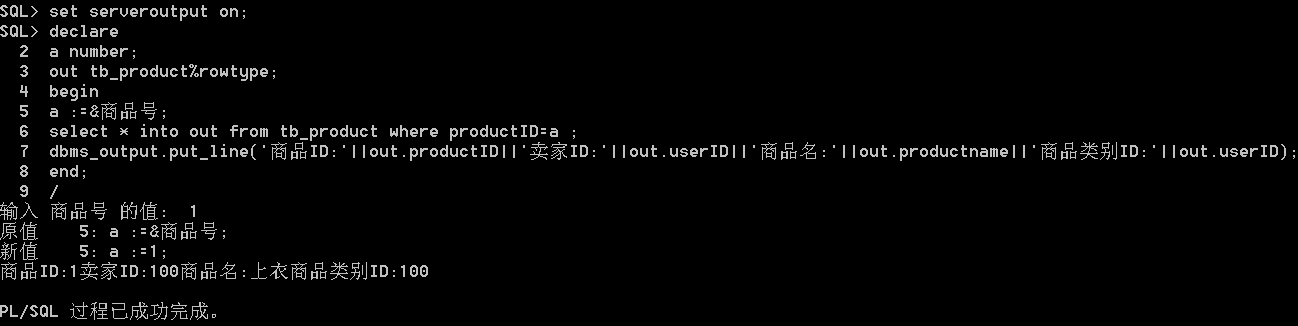 SQL> set serveroutput on;
SQL> declare
2 a number;
3 out tb_product%rowtype;
4 begin
5 a :=&商品号;
6 select * into out from tb_product where productID=a ;
7 dbms_output.put_line('商品ID:'||out.productID||'卖家ID:'||out.userID||'商品名:'||out.productname||'商品类别ID:'||out.userID);
8 end;
9 /
输入 商品号 的值: 1
原值 5: a :=&商品号;
新值 5: a :=1;
商品ID:1卖家ID:100商品名:上衣商品类别ID:100
PL/SQL 过程已成功完成。